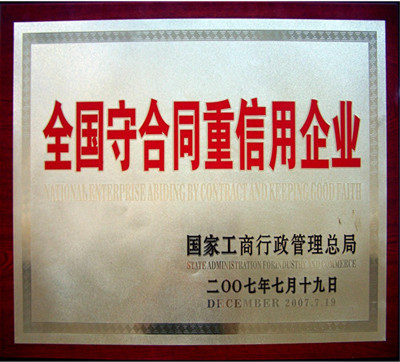 全国守合同重信用企业
NATIONAL ENTERPRISE ABIDING BY CONTRACT AND KEEPING GOOD FAITH
国家工商行政管理总局
STATE ADMINISTRATION FOR INDUSTRY AND COMMERCE
二〇〇七年七月十九日
DECEMBER 2007.7.19